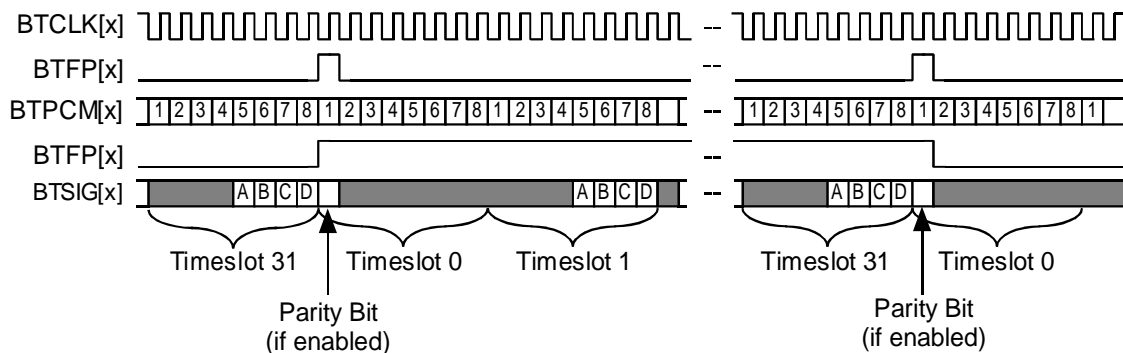 BTCLK[x] --
BTFP[x] --
BTPCM[x] 1 2 3 4 5 6 7 8 1 2 3 4 5 6 7 8 1 2 3 4 5 6 7 8 -- 1 2 3 4 5 6 7 8 1 2 3 4 5 6 7 8 1
BTFP[x] --
BTSIG[x] A B C D A B C D -- A B C D
Timeslot 31 Timeslot 0 Timeslot 1 Timeslot 31 Timeslot 0
Parity Bit Parity Bit
(if enabled) (if enabled)